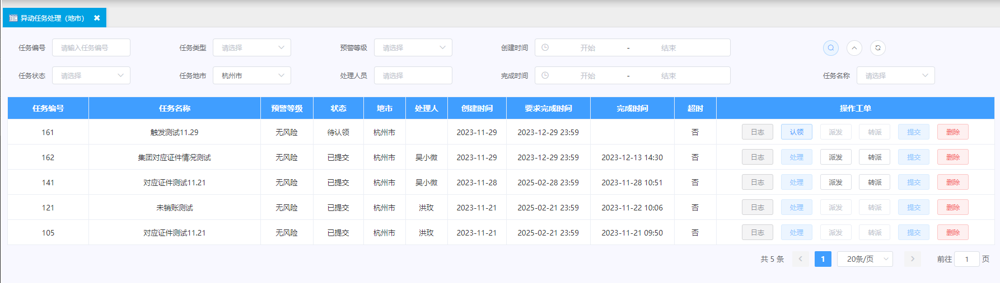 异动任务处理（地市）
任务编号 请输入任务编号 任务类型 请选择 预警等级 请选择 创建时间 开始 - 结束
任务状态 请选择 任务地市 杭州市 处理人员 请选择 完成时间 开始 - 结束 任务名称 请选择
任务编号 任务名称 预警等级 状态 地市 处理人 创建时间 要求完成时间 完成时间 超时 操作工单
161 触发测试11.29 无风险 待认领 杭州市 2023-11-29 2023-12-29 23:59 否 日志 认领 派发 转派 提交 删除
162 集团对应证件情况测试 无风险 已提交 杭州市 吴小微 2023-11-29 2023-12-29 23:59 2023-12-13 14:30 否 日志 处理 派发 转派 提交 删除
141 对应证件测试11.21 无风险 已提交 杭州市 吴小微 2023-11-28 2025-02-28 23:59 2023-11-28 10:51 否 日志 处理 派发 转派 提交 删除
121 未销账测试 无风险 已提交 杭州市 洪玫 2023-11-21 2025-02-21 23:59 2023-11-22 10:06 否 日志 处理 派发 转派 提交 删除
105 对应证件测试11.21 无风险 已提交 杭州市 洪玫 2023-11-21 2025-02-21 23:59 2023-11-21 09:50 否 日志 处理 派发 转派 提交 删除
共 5 条 1 20条/页 前往 1 页